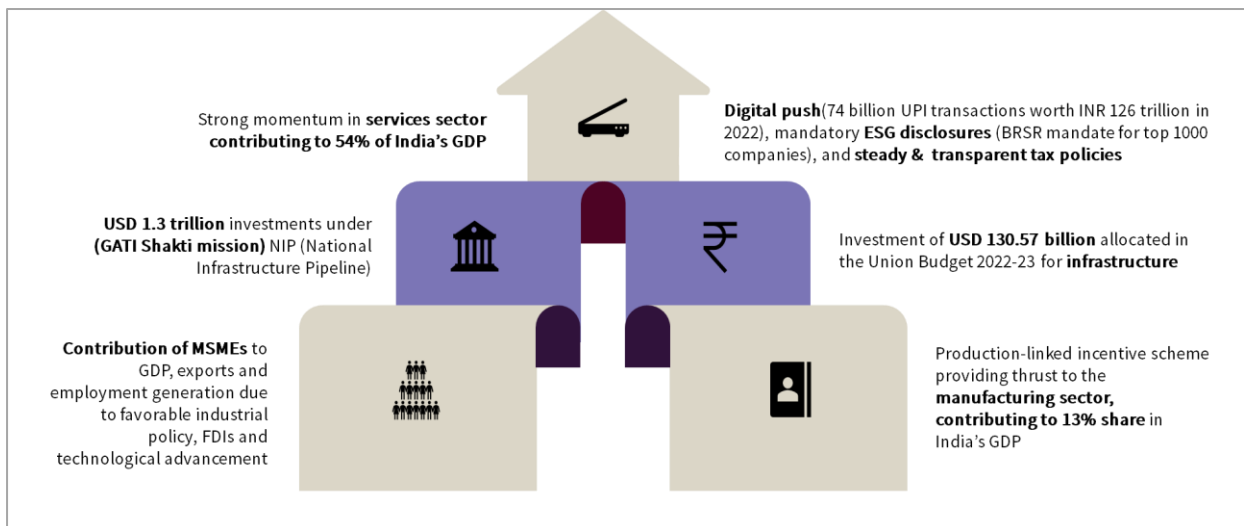 Strong momentum in services sector
contributing to 54% of India's GDP
Digital push(74 billion UPI transactions worth INR 126 trillion in
2022), mandatory ESG disclosures (BRSR mandate for top 1000
companies), and steady & transparent tax policies
USD 1.3 trillion investments under
(GATI Shakti mission) NIP (National
Infrastructure Pipeline)
₹
Investment of USD 130.57 billion allocated in
the Union Budget 2022-23 for infrastructure
Contribution of MSMEs to
GDP, exports and
employment generation due
to favorable industrial
policy, FDIs and
technological advancement
Production-linked incentive scheme
providing thrust to the
manufacturing sector,
contributing to 13% share in
India's GDP